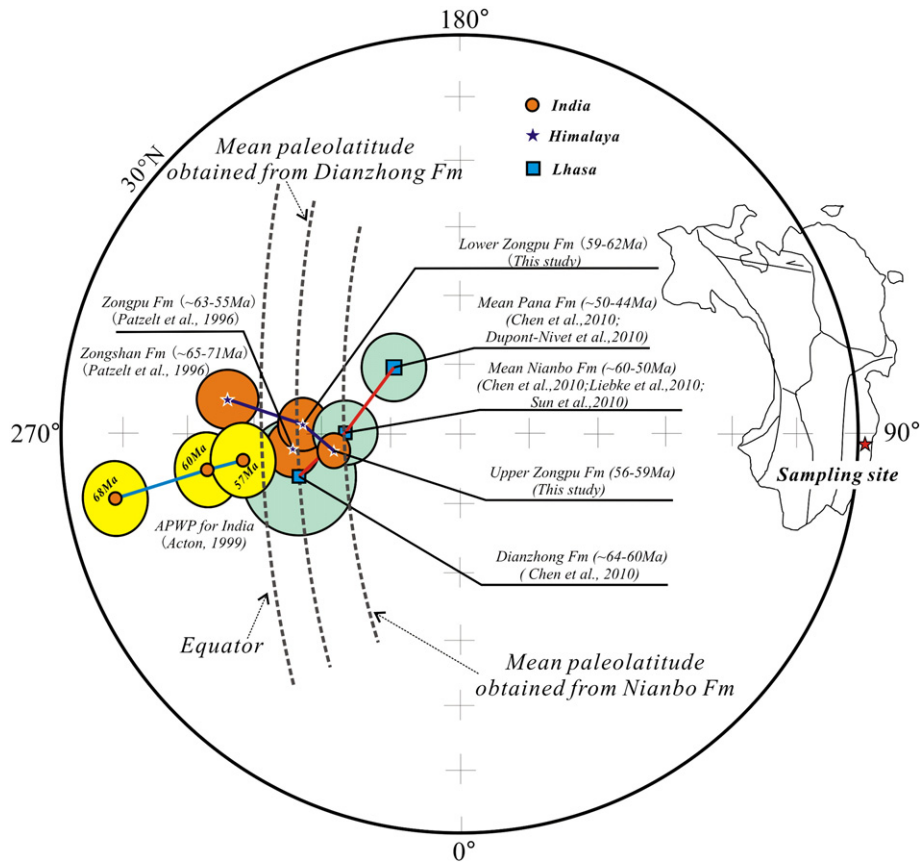 180°
India
Himalaya
Lhasa
30°N
Mean paleolatitude
obtained from Dianzhong Fm
Lower Zongpu Fm (59-62Ma)
(This study)
Zongpu Fm (~63-55Ma)
(Patzelt et al., 1996)
Mean Pana Fm (~50-44Ma)
(Chen et al.,2010;
Dupont-Nivet et al.,2010)
Zongshan Fm (~65-71Ma)
(Patzelt et al., 1996)
Mean Nianbo Fm (~60-50Ma)
(Chen et al.,2010;Liebke et al.,2010;
Sun et al.,2010)
270°
90°
68Ma
60Ma
57Ma
Sampling site
Upper Zongpu Fm (56-59Ma)
(This study)
APWP for India
(Acton, 1999)
Dianzhong Fm (~64-60Ma)
( Chen et al., 2010)
Equator
Mean paleolatitude
obtained from Nianbo Fm
0°